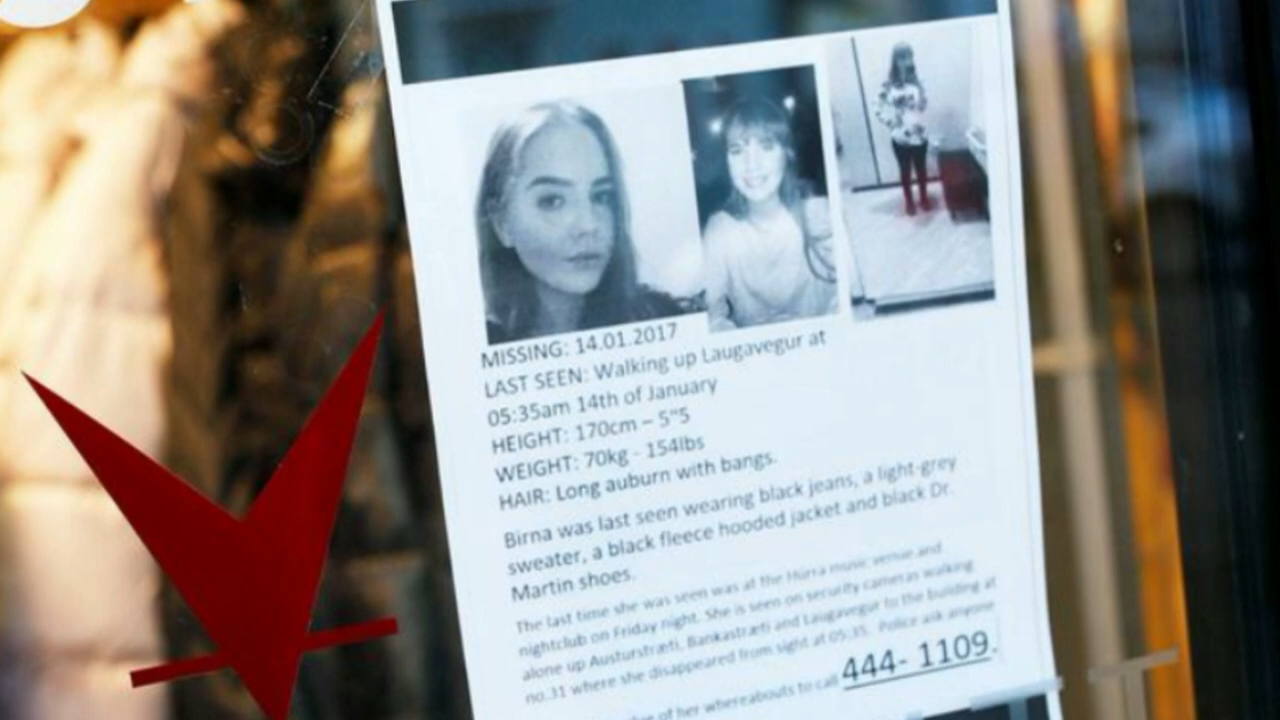 MISSING: 14.01.2017
LAST SEEN: Walking up Laugavegur at
05:35am 14th of January
HEIGHT: 170cm – 5"5
WEIGHT: 70kg - 154lbs
HAIR: Long auburn with bangs.
Birna was last seen wearing black jeans, a light-grey
sweater, a black fleece hooded jacket and black Dr.
Martin shoes.
The last time she was seen was at the Húrra music venue and
nightclub on Friday night. She is seen on security cameras walking
alone up Austurstræti, Bankastræti and Laugavegur to the building at
no.31 where she disappeared from sight at 05:35. Police ask anyone
of her whereabouts to call 444- 1109.